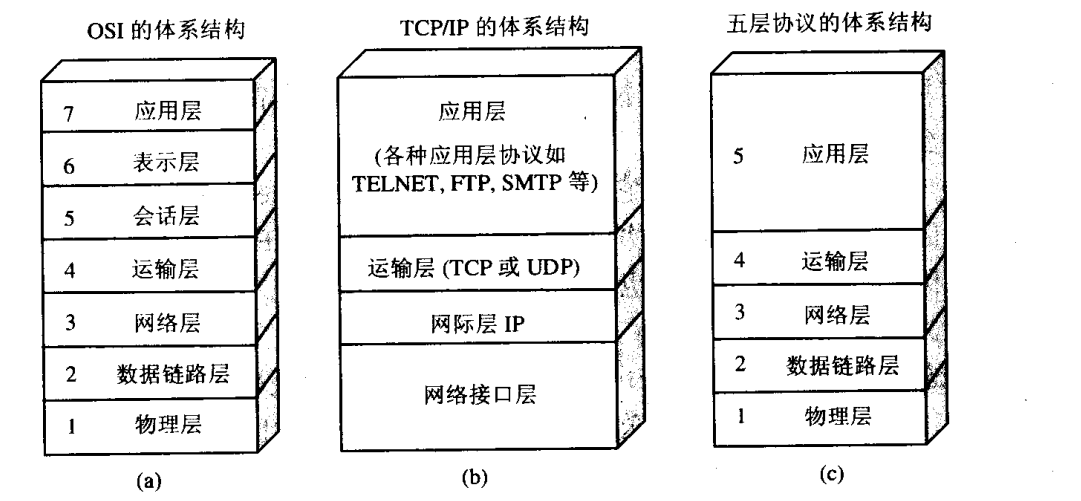 OSI 的体系结构
7 应用层
6 表示层
5 会话层
4 运输层
3 网络层
2 数据链路层
1 物理层
(a)
TCP/IP 的体系结构
应用层
(各种应用层协议如
TELNET, FTP, SMTP 等)
运输层 (TCP 或 UDP)
网际层 IP
网络接口层
(b)
五层协议的体系结构
5 应用层
4 运输层
3 网络层
2 数据链路层
1 物理层
(c)